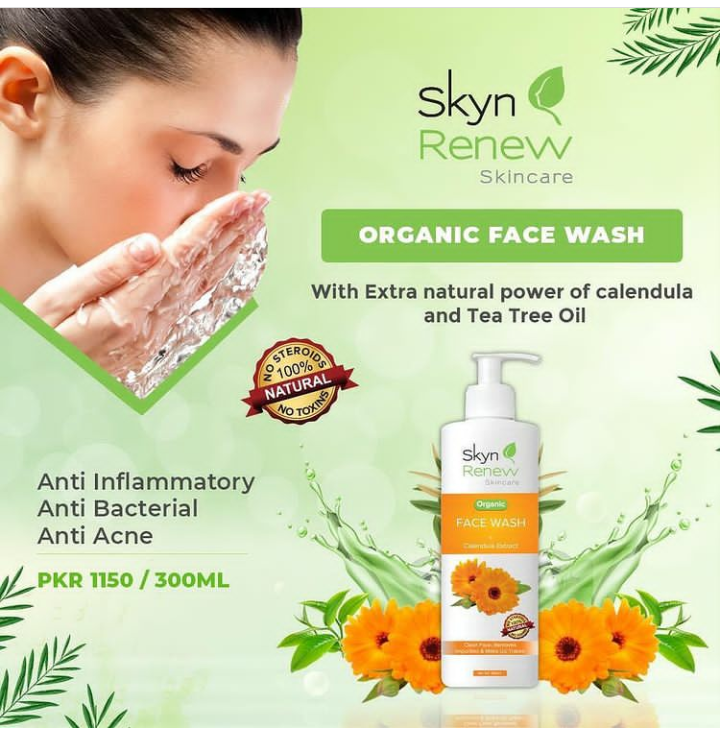 Skyn
Renew
Skincare
ORGANIC FACE WASH
With Extra natural power of calendula
and Tea Tree Oil
NO STEROIDS
100%
NATURAL
NO TOXINS
Anti Inflammatory
Anti Bacterial
Anti Acne
PKR 1150 / 300ML
Skyn
Renew
Skincare
Organic
FACE WASH
Calendula Extract
NATURAL